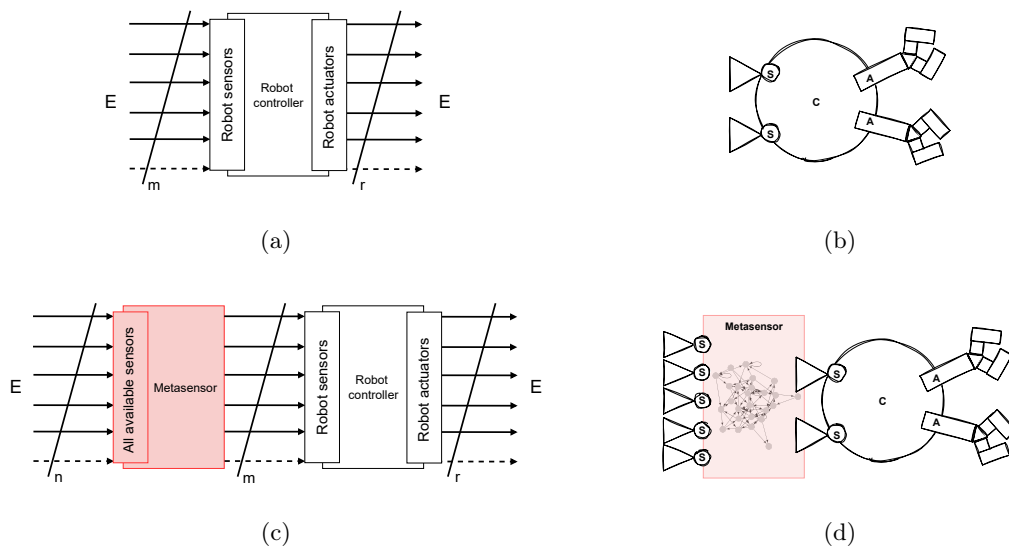 E
m
Robot sensors
Robot
controller
Robot actuators
r
E
(a)
S
S
C
A
A
(b)
E
n
All available sensors
Metasensor
m
Robot sensors
Robot
controller
Robot actuators
r
E
(c)
Metasensor
S
S
S
S
S
S
S
C
A
A
(d)